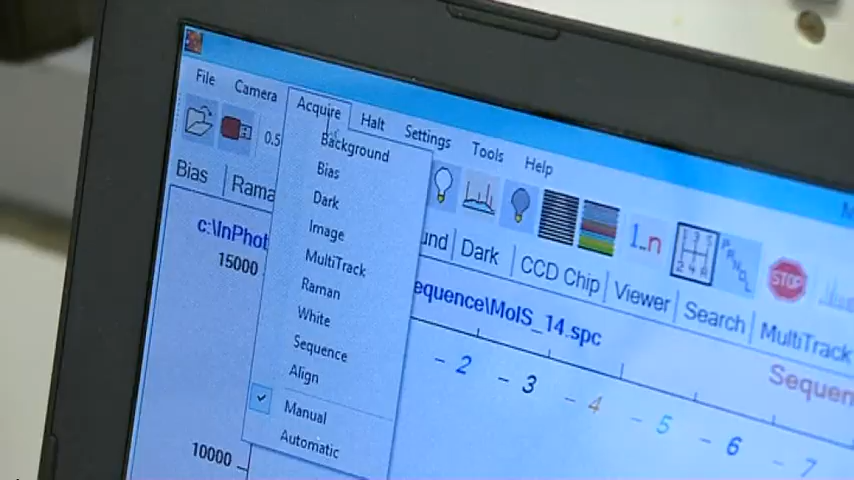 File Camera Acquire Halt Settings Tools Help
0.5
1..n
STOP
Bias Rama und Dark CCD Chip Viewer Search MultiTrack
Background
Bias
Dark
Image
MultiTrack
Raman
White
Sequence
Align
Manual
Automatic
c:\InPhot equence\MoIS_14.spc
15000
Sequen
- 2 - 3 - 4 - 5 - 6 - 7
10000